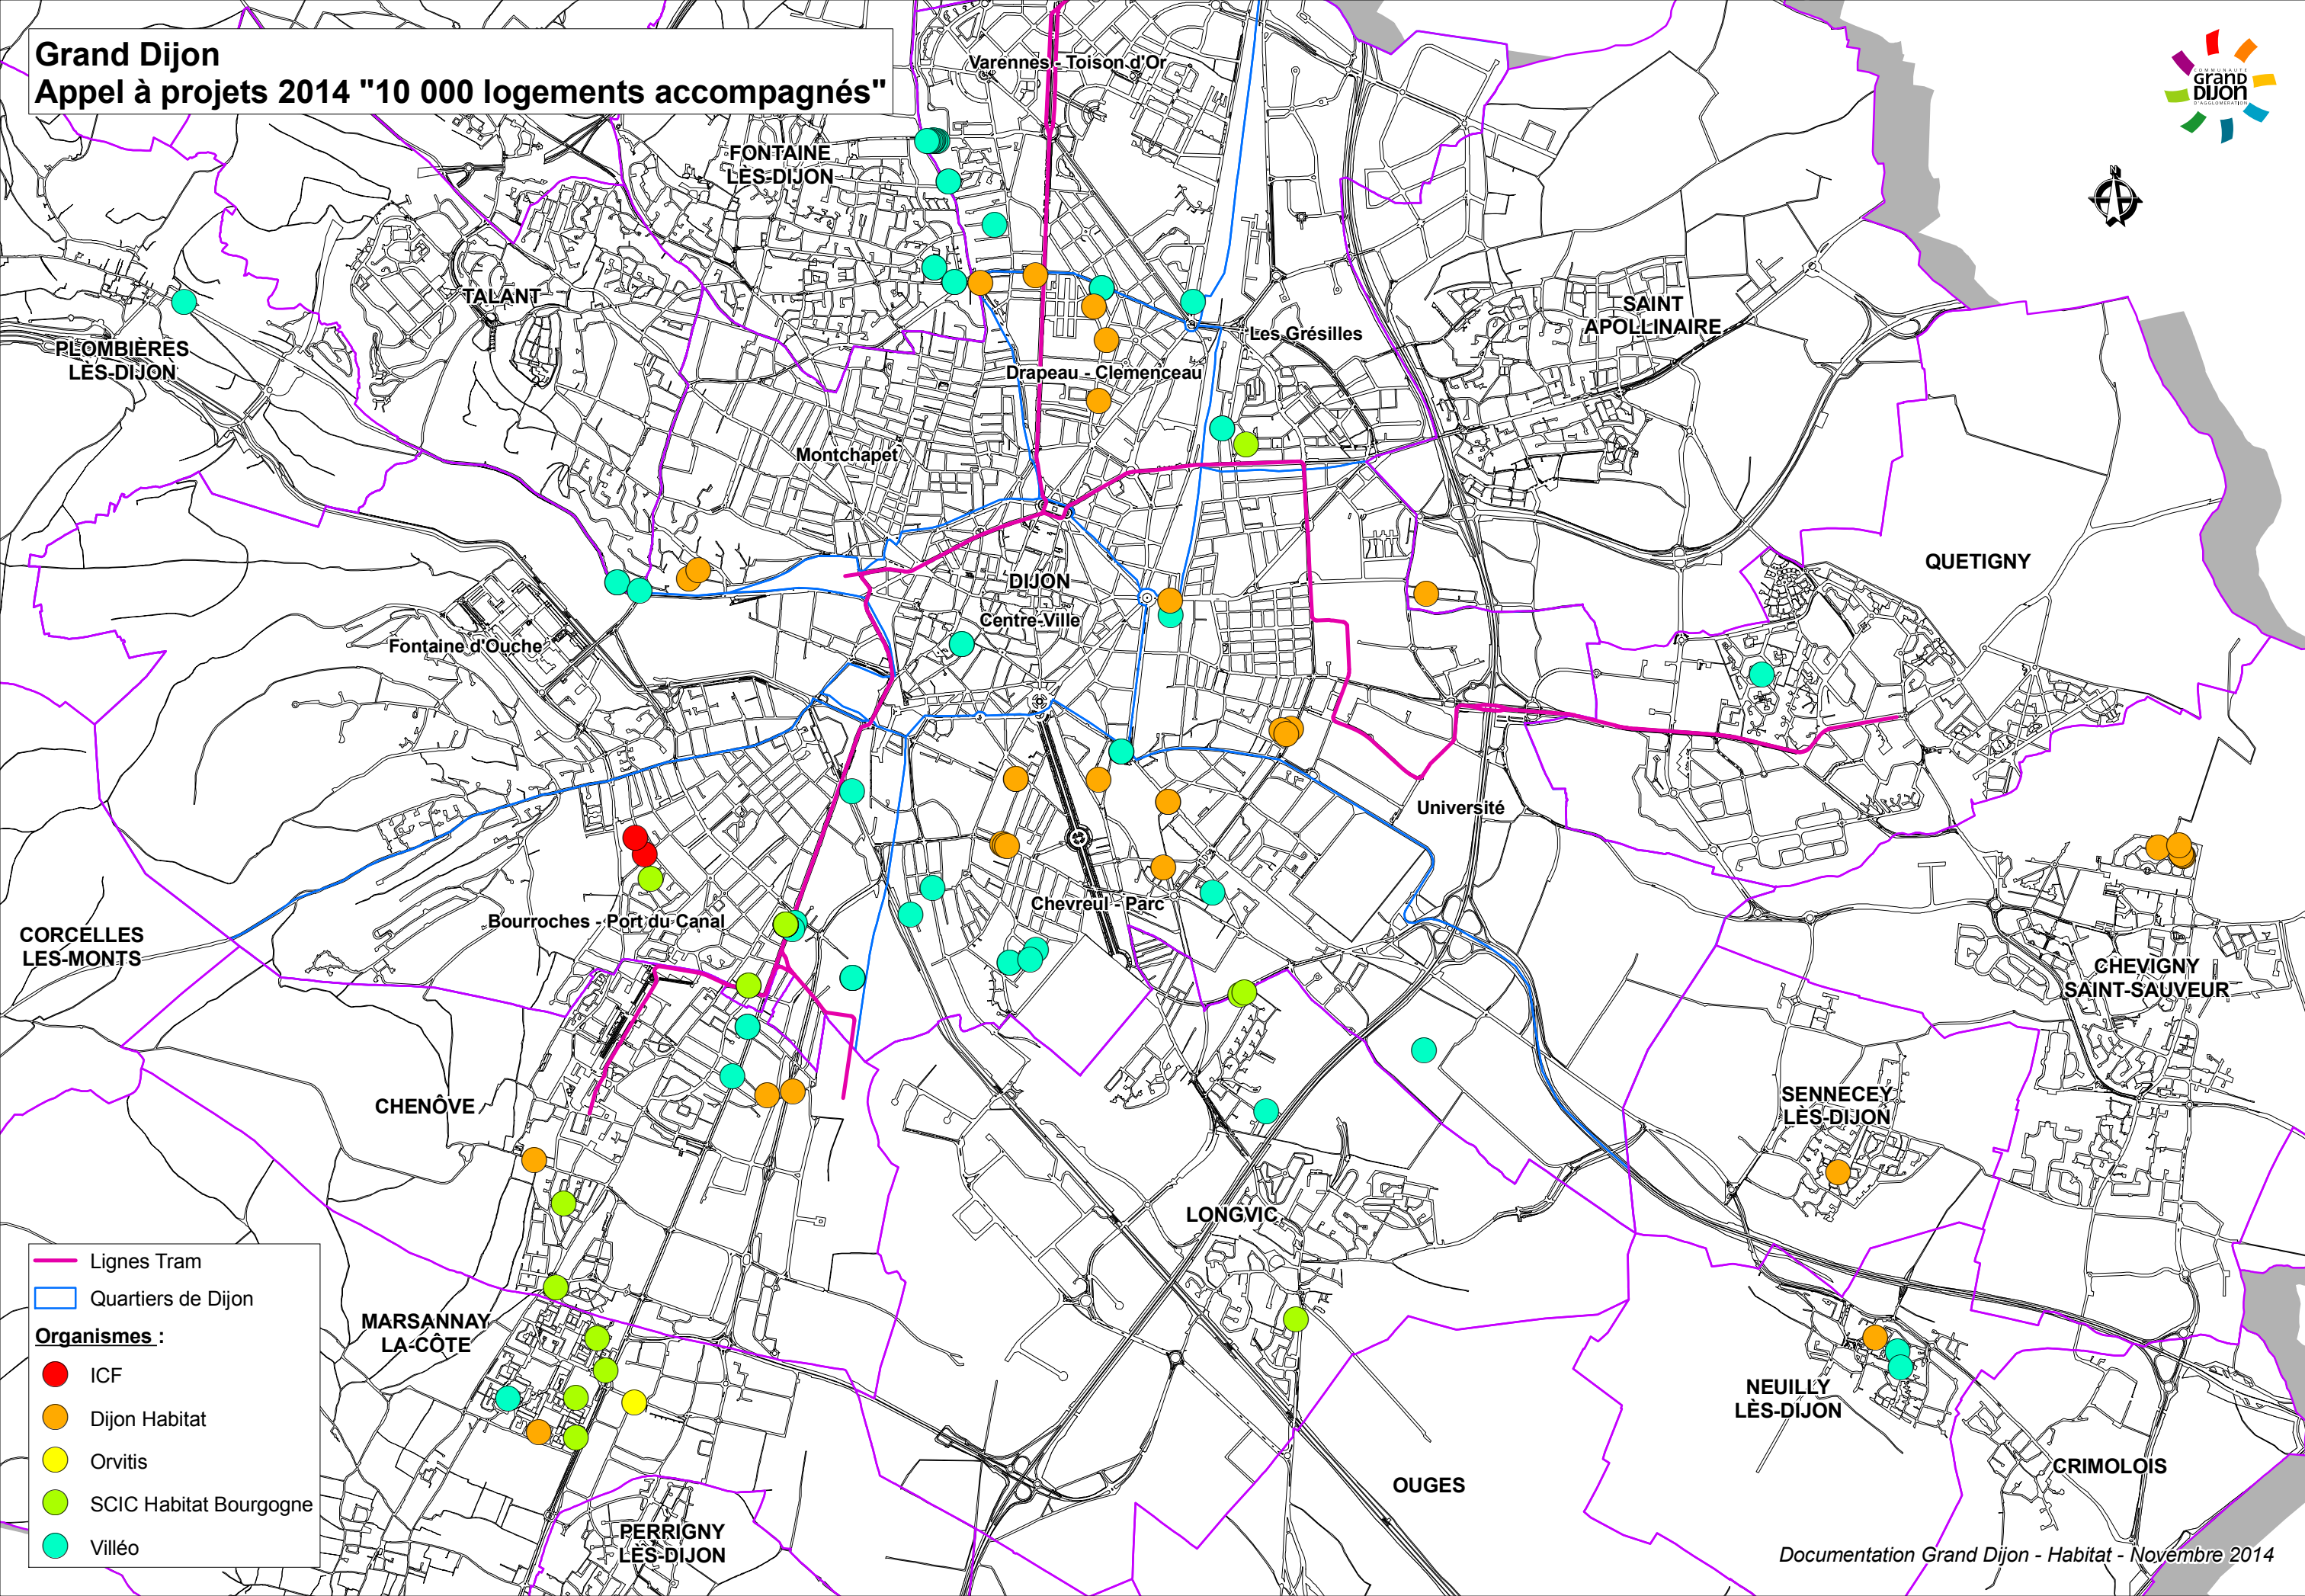 Grand Dijon
Appel à projets 2014 "10 000 logements accompagnés"
COMMUNAUTÉ
GRAND
DIJON
D'AGGLOMERATION
N
Varennes - Toison d'Or
FONTAINE
LÈS-DIJON
TALANT
PLOMBIÈRES
LÈS-DIJON
SAINT
APOLLINAIRE
Les Grésilles
Drapeau - Clemenceau
Montchapet
QUETIGNY
DIJON
Centre-Ville
Fontaine d'Ouche
Université
Chevreul - Parc
Bourroches - Port du Canal
CORCELLES
LES-MONTS
CHEVIGNY
SAINT-SAUVEUR
CHENÔVE
SENNECEY
LÈS-DIJON
LONGVIC
MARSANNAY
LA-CÔTE
NEUILLY
LÈS-DIJON
CRIMOLOIS
OUGES
PERRIGNY
LÈS-DIJON
Lignes Tram
Quartiers de Dijon
Organismes :
ICF
Dijon Habitat
Orvitis
SCIC Habitat Bourgogne
Villéo
Documentation Grand Dijon - Habitat - Novembre 2014